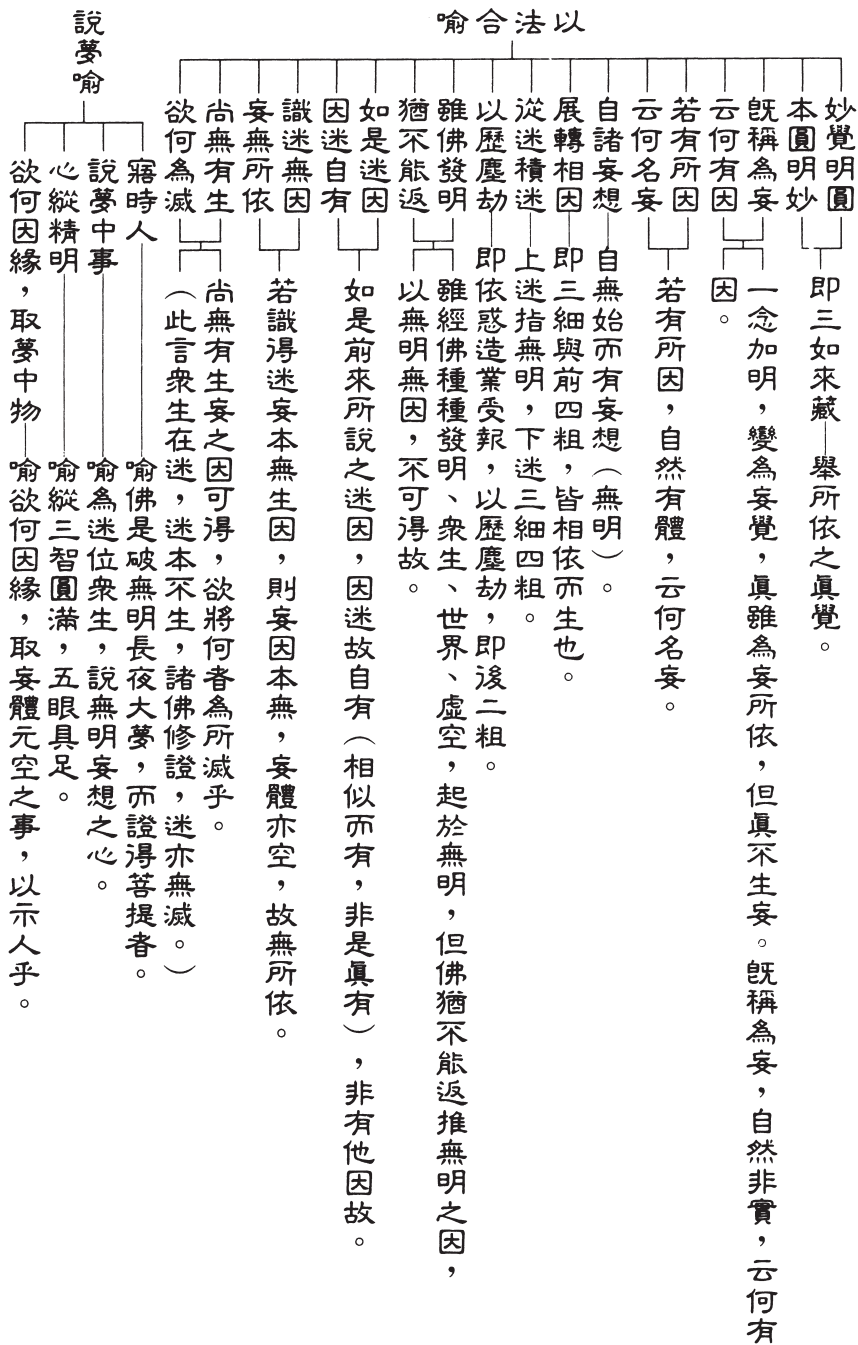 以法合喻
妙覺明圓
本圓明妙
即三如來藏—舉所依之眞覺。
既稱為妄
云何有因
一念加明，變為妄覺，眞雖為妄所依，但眞不生妄。既稱為妄，自然非實，云何有
因。
若有所因
云何名妄
若有所因，自然有體，云何名妄。
自諸妄想
自無始而有妄想（無明）。
展轉相因
即三細與前四粗，皆相依而生也。
從迷積迷
上迷指無明，下迷三細四粗。
以歷塵劫
即依惑造業受報，以歷塵劫，即後二粗。
雖佛發明
猶不能返
雖經佛種種發明、衆生、世界、虛空，起於無明，但佛猶不能返推無明之因，
以無明無因，不可得故。
如是迷因
因迷自有
如是前來所說之迷因，因迷故自有（相似而有，非是眞有），非有他因故。
識迷無因
妄無所依
若識得迷妄本無生因，則妄因本無，妄體亦空，故無所依。
尚無有生
欲何為滅
尚無有生妄之因可得，欲將何者為所滅乎。
（此言衆生在迷，迷本不生，諸佛修證，迷亦無滅。）
說夢喻
寤時人
喻佛是破無明長夜大夢，而證得菩提者。
說夢中事
喻為迷位衆生，說無明妄想之心。
心縱精明
喻縱三智圓滿，五眼具足。
欲何因緣，取夢中物
喻欲何因緣，取妄體元空之事，以示人乎。